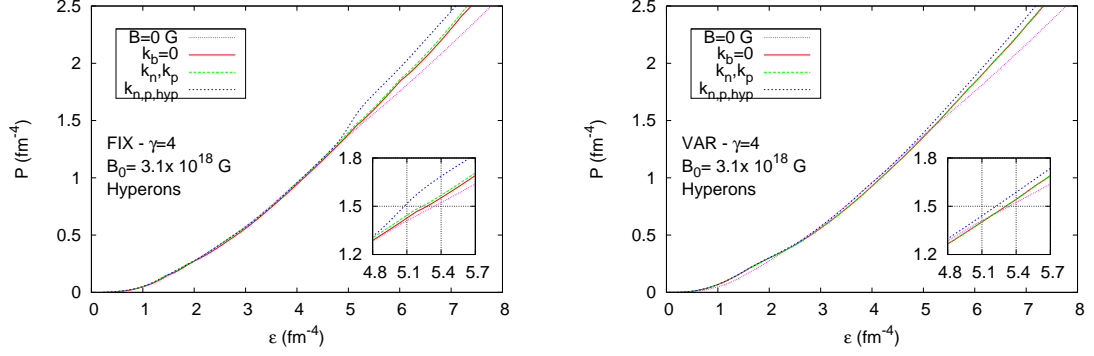 2.5
2
1.5
1
0.5
0
P (fm-4)
B=0 G
kb=0
kn,kp
kn,p,hyp
FIX - γ=4
B0= 3.1x 10^18 G
Hyperons
1.8
1.5
1.2
4.8 5.1 5.4 5.7
0 1 2 3 4 5 6 7 8
ε (fm-4)
2.5
2
1.5
1
0.5
0
P (fm-4)
B=0 G
kb=0
kn,kp
kn,p,hyp
VAR - γ=4
B0= 3.1x 10^18 G
Hyperons
1.8
1.5
1.2
4.8 5.1 5.4 5.7
0 1 2 3 4 5 6 7 8
ε (fm-4)